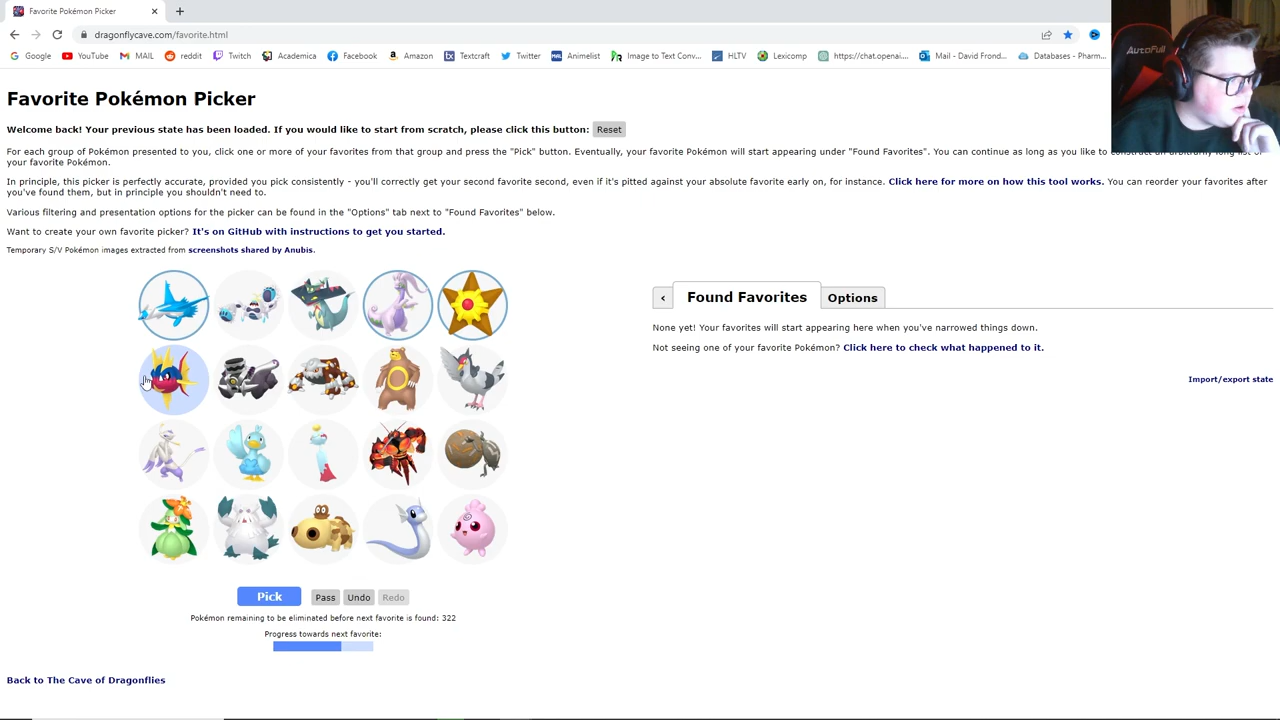 Favorite Pokémon Picker
dragonflycave.com/favorite.html
Google YouTube MAIL reddit Twitch Academica Facebook Amazon Textcraft Twitter Animelist Image to Text Conv... HLTV Lexicomp https://chat.openai.... Mail - David Frond... Databases - Pharm...
AutoFull
Favorite Pokémon Picker
Welcome back! Your previous state has been loaded. If you would like to start from scratch, please click this button: Reset
For each group of Pokémon presented to you, click one or more of your favorites from that group and press the "Pick" button. Eventually, your favorite Pokémon will start appearing under "Found Favorites". You can continue as long as you like to
your favorite Pokémon.
In principle, this picker is perfectly accurate, provided you pick consistently - you'll correctly get your second favorite second, even if it's pitted against your absolute favorite early on, for instance. Click here for more on how this tool works. You can reorder your favorites after
you've found them, but in principle you shouldn't need to.
Various filtering and presentation options for the picker can be found in the "Options" tab next to "Found Favorites" below.
Want to create your own favorite picker? It's on GitHub with instructions to get you started.
Temporary S/V Pokémon images extracted from screenshots shared by Anubis.
‹ Found Favorites Options
None yet! Your favorites will start appearing here when you've narrowed things down.
Not seeing one of your favorite Pokémon? Click here to check what happened to it.
Import/export state
Pick Pass Undo Redo
Pokémon remaining to be eliminated before next favorite is found: 322
Progress towards next favorite:
Back to The Cave of Dragonflies